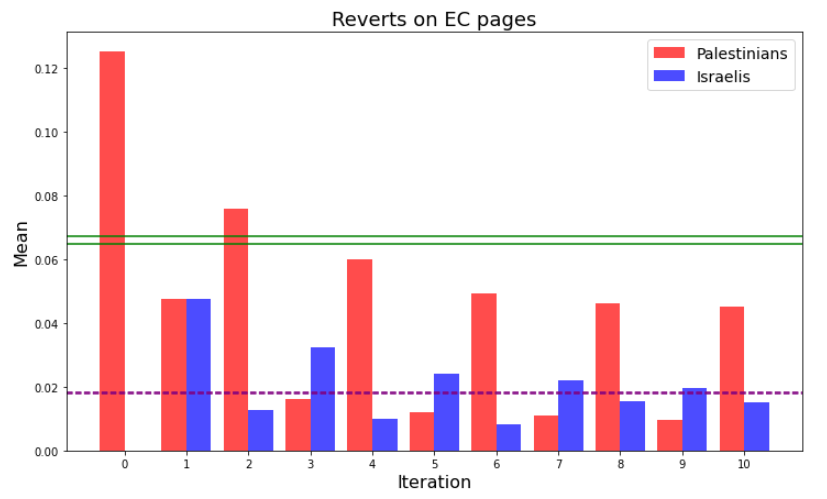 Reverts on EC pages
Palestinians
Israelis
0.12
0.10
0.08
0.06
0.04
0.02
0.00
Mean
0 1 2 3 4 5 6 7 8 9 10
Iteration